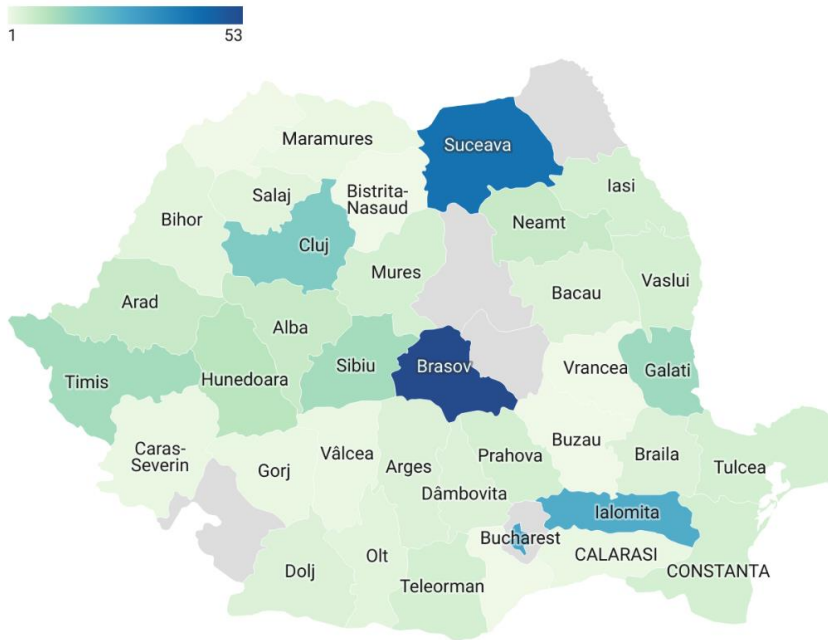 1
53
Maramures
Suceava
Iasi
Salaj
Bistrita-
Nasaud
Bihor
Neamt
Cluj
Mures
Vaslui
Bacau
Arad
Alba
Sibiu
Brasov
Vrancea
Galati
Timis
Hunedoara
Buzau
Caras-
Severin
Gorj
Vâlcea
Arges
Prahova
Braila
Tulcea
Dâmbovita
Ialomita
Bucharest
CALARASI
CONSTANTA
Dolj
Olt
Teleorman